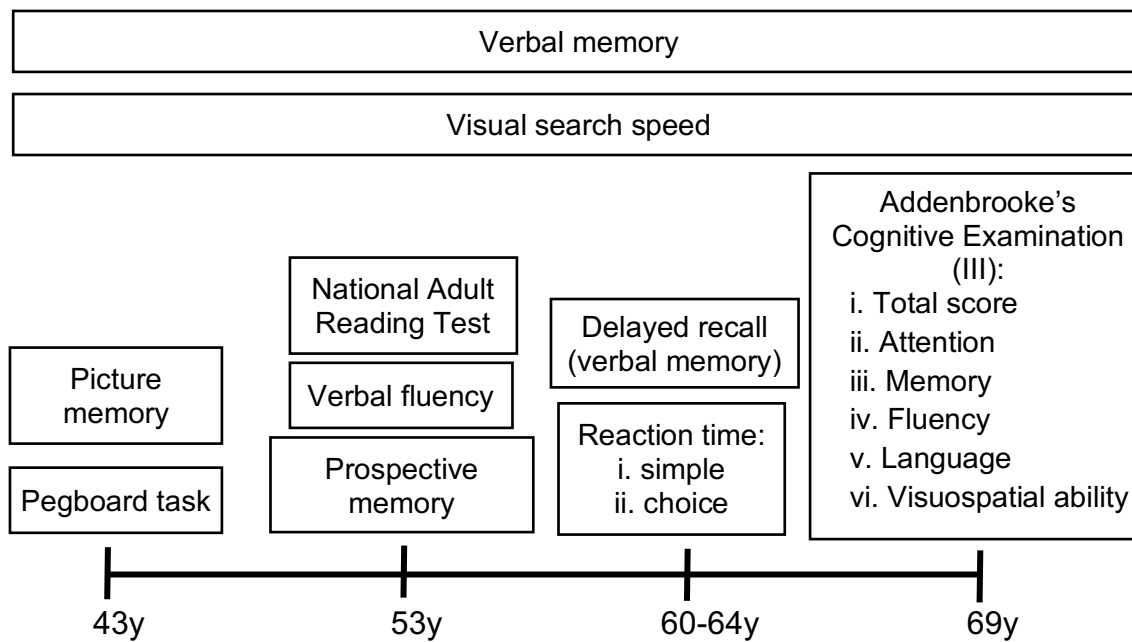 Verbal memory
Visual search speed
Picture
memory
Pegboard task
National Adult
Reading Test
Verbal fluency
Prospective
memory
Delayed recall
(verbal memory)
Reaction time:
i. simple
ii. choice
Addenbrooke’s
Cognitive Examination
(III):
i. Total score
ii. Attention
iii. Memory
iv. Fluency
v. Language
vi. Visuospatial ability
43y
53y
60-64y
69y